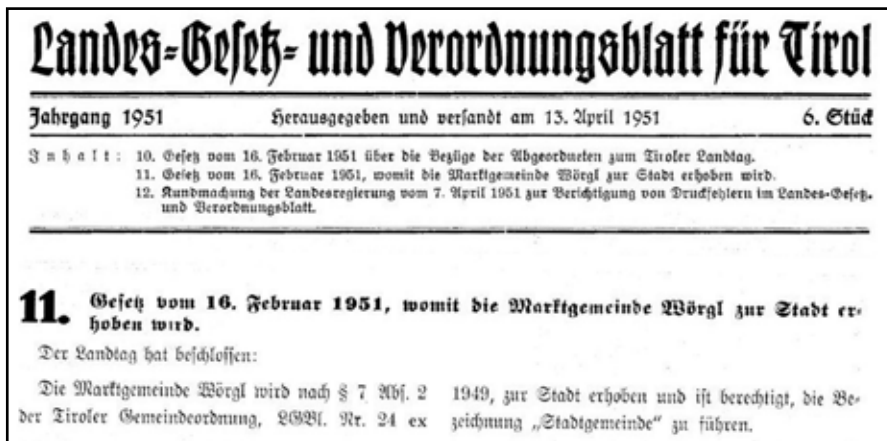 Landes-Gesetz- und Verordnungsblatt für Tirol
Jahrgang 1951 Herausgegeben und versandt am 13. April 1951 6. Stück
Inhalt: 10. Gesetz vom 16. Februar 1951 über die Bezüge der Abgeordneten zum Tiroler Landtag.
11. Gesetz vom 16. Februar 1951, womit die Marktgemeinde Wörgl zur Stadt erhoben wird.
12. Kundmachung der Landesregierung vom 7. April 1951 zur Berichtigung von Druckfehlern im Landes-Gesetz-
und Verordnungsblatt.
11. Gesetz vom 16. Februar 1951, womit die Marktgemeinde Wörgl zur Stadt er-
hoben wird.
Der Landtag hat beschlossen:
Die Marktgemeinde Wörgl wird nach § 7 Abs. 2
der Tiroler Gemeindeordnung, LGBl. Nr. 24 ex
1949, zur Stadt erhoben und ist berechtigt, die Be-
zeichnung „Stadtgemeinde“ zu führen.